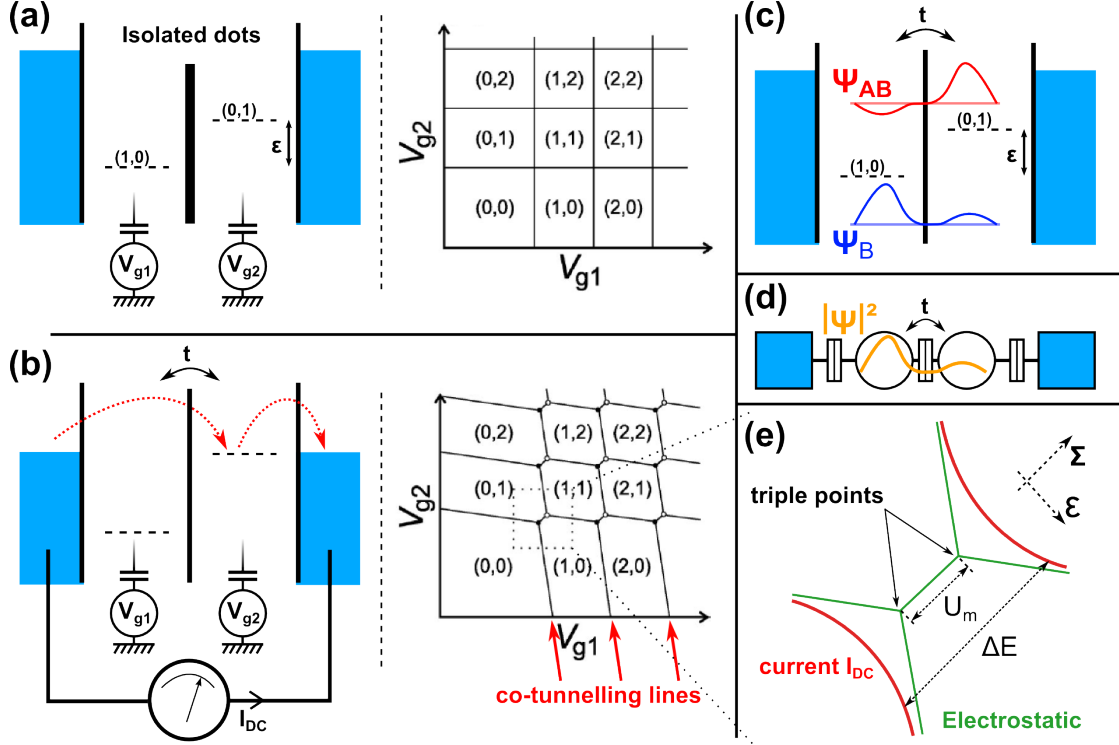 (a)
Isolated dots
(0,1)
ε
(1,0)
Vg1
Vg2
Vg2
(0,2) (1,2) (2,2)
(0,1) (1,1) (2,1)
(0,0) (1,0) (2,0)
Vg1
(b)
t
Vg1
Vg2
IDC
Vg2
(0,2) (1,2) (2,2)
(0,1) (1,1) (2,1)
(0,0) (1,0) (2,0)
Vg1
co-tunnelling lines
(c)
t
ΨAB
(0,1)
ε
(1,0)
ΨB
(d)
|Ψ|²
t
(e)
Σ
ε
triple points
Um
ΔE
current IDC
Electrostatic